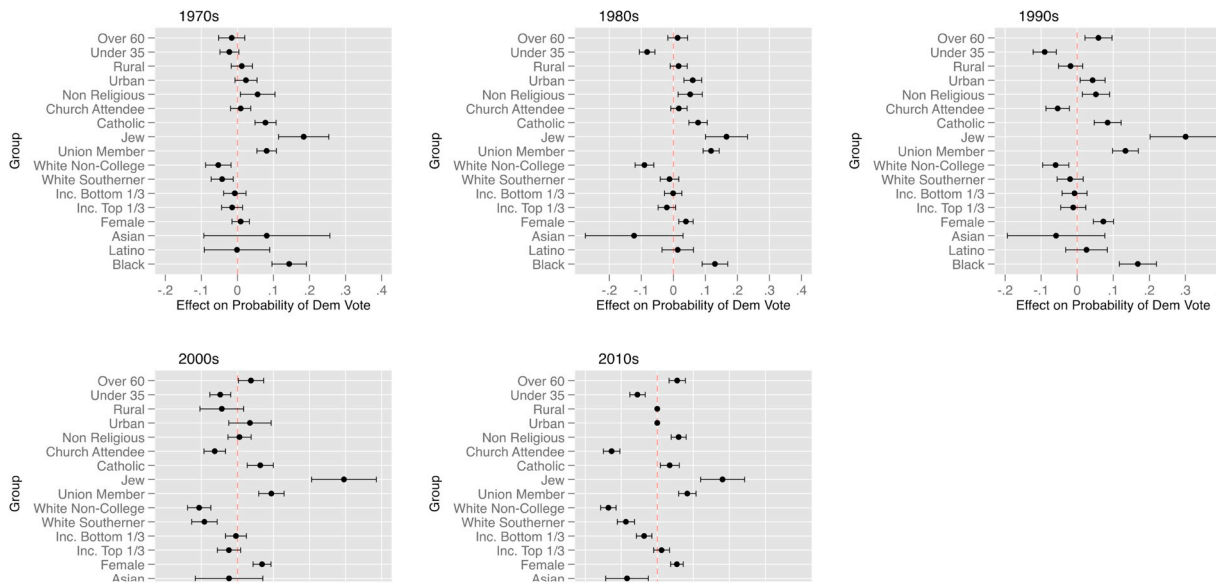 1970s
Group
Over 60
Under 35
Rural
Urban
Non Religious
Church Attendee
Catholic
Jew
Union Member
White Non-College
White Southerner
Inc. Bottom 1/3
Inc. Top 1/3
Female
Asian
Latino
Black
-.2 -.1 0 .1 .2 .3 .4
Effect on Probability of Dem Vote
1980s
Group
Over 60
Under 35
Rural
Urban
Non Religious
Church Attendee
Catholic
Jew
Union Member
White Non-College
White Southerner
Inc. Bottom 1/3
Inc. Top 1/3
Female
Asian
Latino
Black
-.2 -.1 0 .1 .2 .3 .4
Effect on Probability of Dem Vote
1990s
Group
Over 60
Under 35
Rural
Urban
Non Religious
Church Attendee
Catholic
Jew
Union Member
White Non-College
White Southerner
Inc. Bottom 1/3
Inc. Top 1/3
Female
Asian
Latino
Black
-.2 -.1 0 .1 .2 .3
Effect on Probability of Dem Vote
2000s
Group
Over 60
Under 35
Rural
Urban
Non Religious
Church Attendee
Catholic
Jew
Union Member
White Non-College
White Southerner
Inc. Bottom 1/3
Inc. Top 1/3
Female
Asian
2010s
Group
Over 60
Under 35
Rural
Urban
Non Religious
Church Attendee
Catholic
Jew
Union Member
White Non-College
White Southerner
Inc. Bottom 1/3
Inc. Top 1/3
Female
Asian